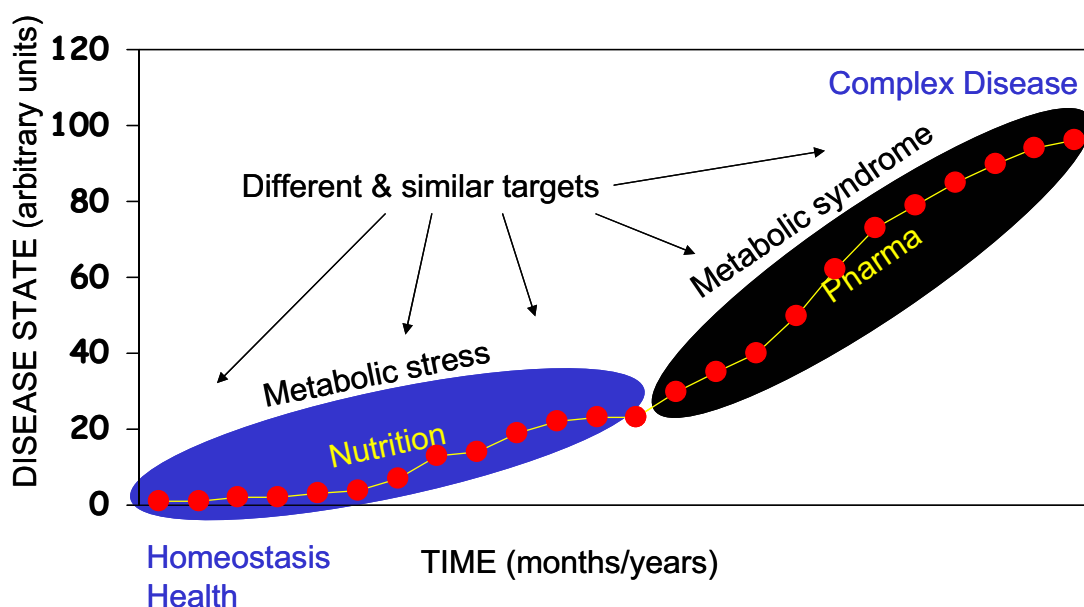 DISEASE STATE (arbitrary units)
120
100
80
60
40
20
0
Complex Disease
Different & similar targets
Metabolic syndrome
Pharma
Metabolic stress
Nutrition
Homeostasis
Health
TIME (months/years)